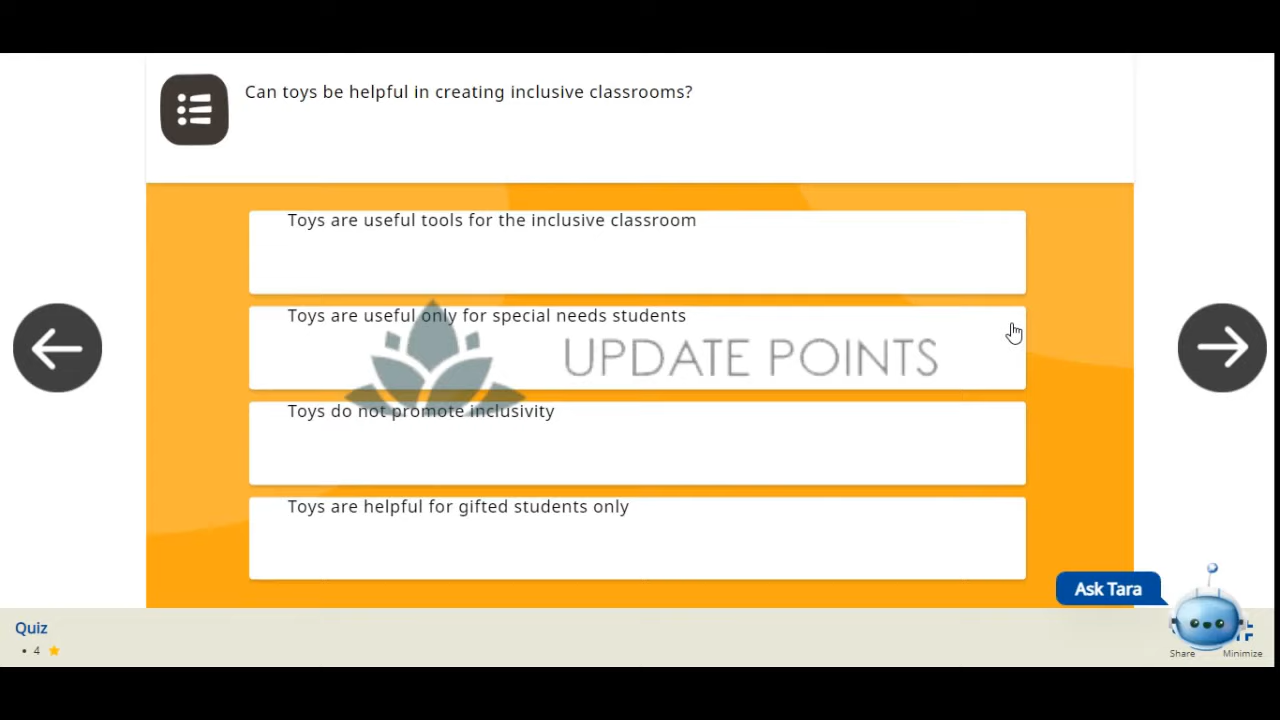 Can toys be helpful in creating inclusive classrooms?
Toys are useful tools for the inclusive classroom
Toys are useful only for special needs students
UPDATE POINTS
Toys do not promote inclusivity
Toys are helpful for gifted students only
Ask Tara
Quiz
• 4
Share
Minimize